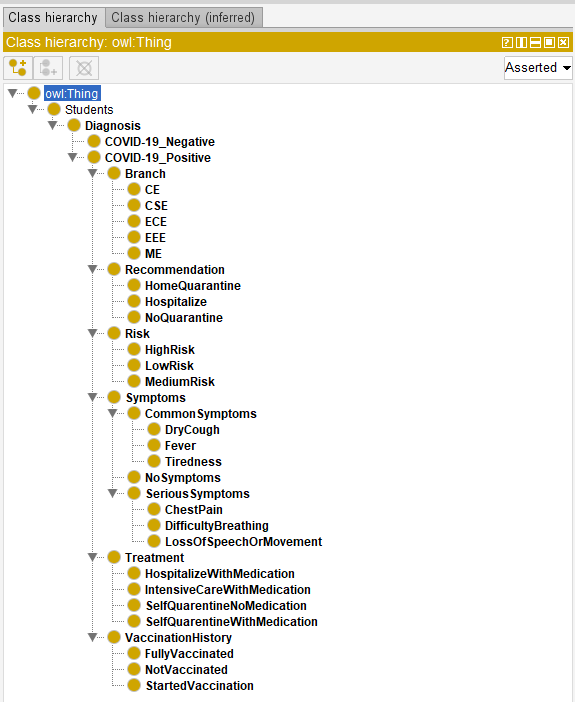 Class hierarchy Class hierarchy (inferred)
Class hierarchy: owl:Thing
Asserted
owl:Thing
Students
Diagnosis
COVID-19_Negative
COVID-19_Positive
Branch
CE
CSE
ECE
EEE
ME
Recommendation
HomeQuarantine
Hospitalize
NoQuarantine
Risk
HighRisk
LowRisk
MediumRisk
Symptoms
CommonSymptoms
DryCough
Fever
Tiredness
NoSymptoms
SeriousSymptoms
ChestPain
DifficultyBreathing
LossOfSpeechOrMovement
Treatment
HospitalizeWithMedication
IntensiveCareWithMedication
SelfQuarentineNoMedication
SelfQuarentineWithMedication
VaccinationHistory
FullyVaccinated
NotVaccinated
StartedVaccination